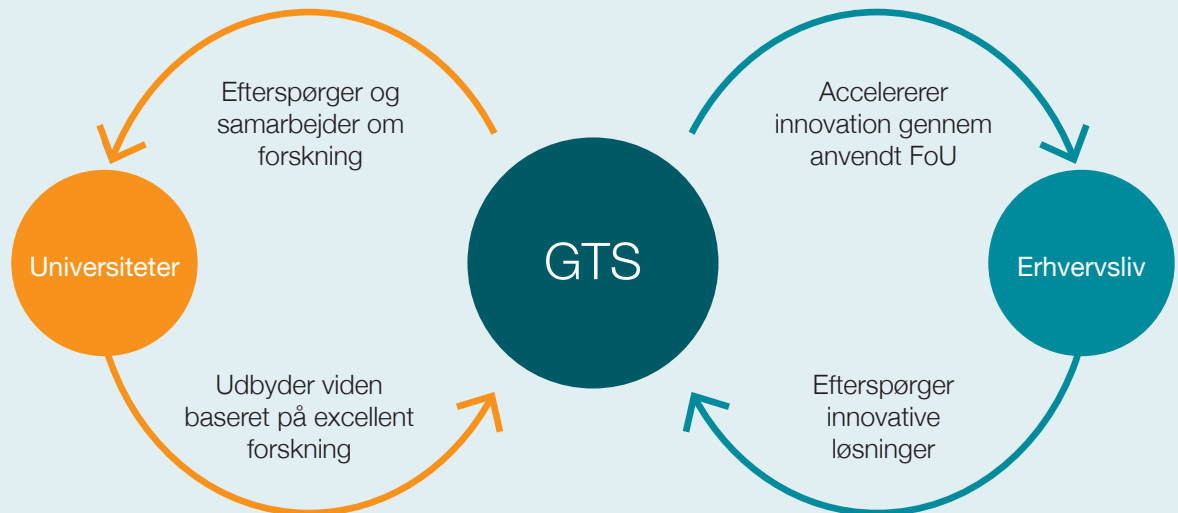 Efterspørger og
samarbejder om
forskning
Accelererer
innovation gennem
anvendt FoU
Universiteter
GTS
Erhvervsliv
Udbyder viden
baseret på excellent
forskning
Efterspørger
innovative
løsninger